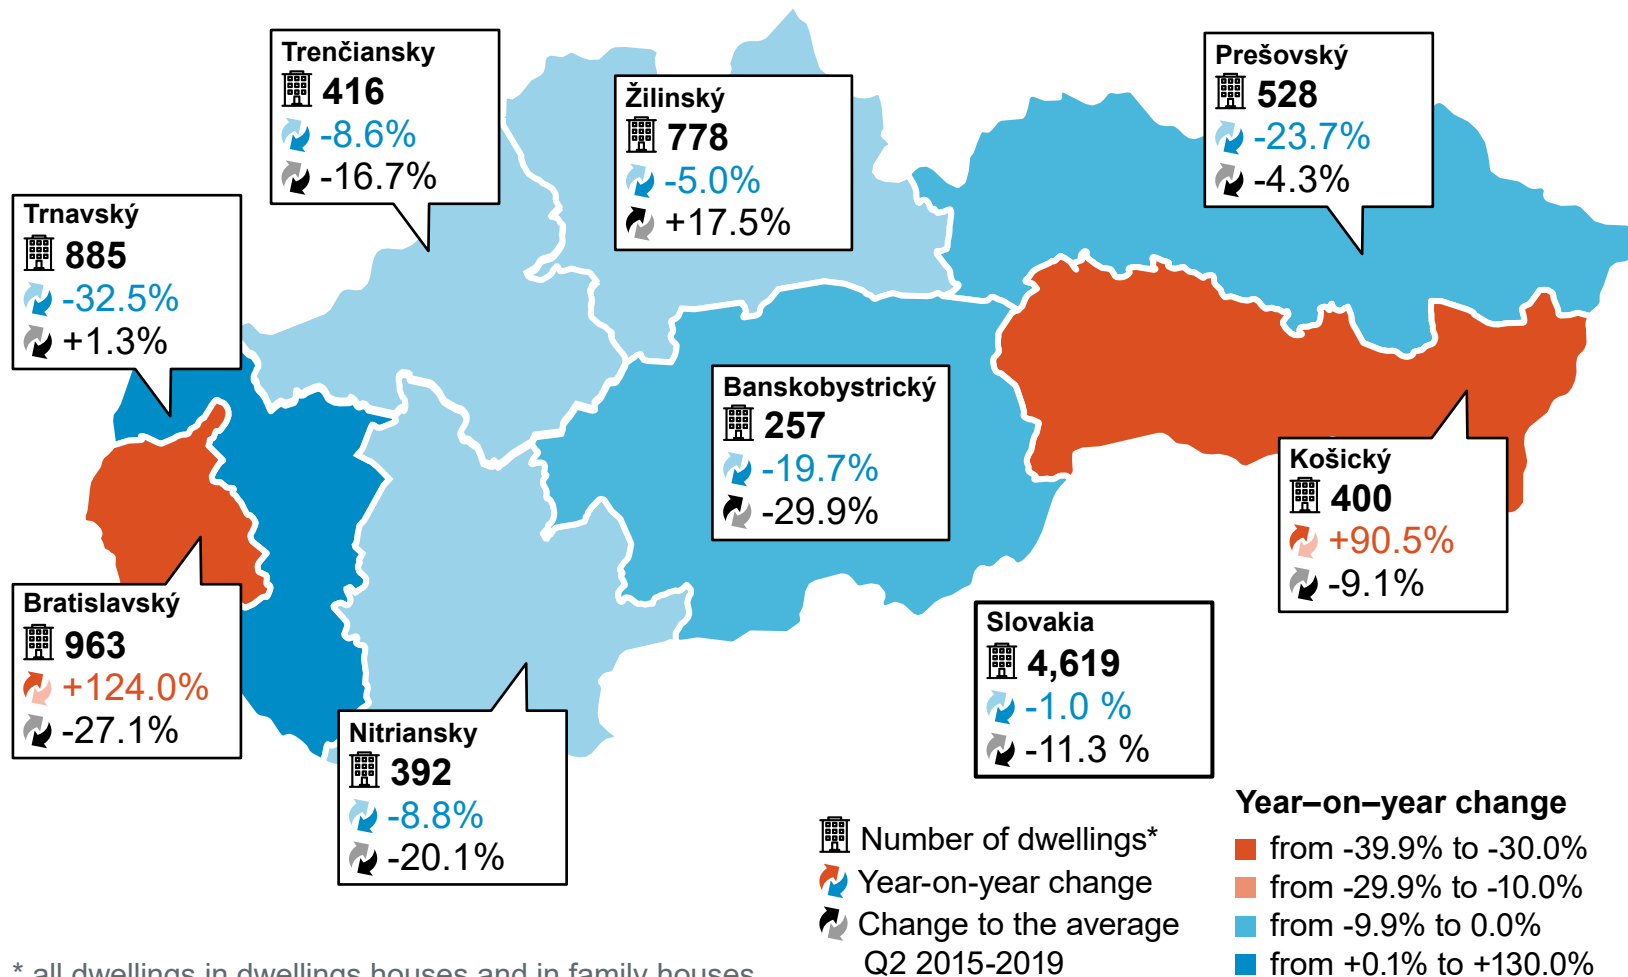 Trenčiansky
416
-8.6%
-16.7%
Žilinský
778
-5.0%
+17.5%
Prešovský
528
-23.7%
-4.3%
Trnavský
885
-32.5%
+1.3%
Banskobystrický
257
-19.7%
-29.9%
Košický
400
+90.5%
-9.1%
Bratislavský
963
+124.0%
-27.1%
Nitriansky
392
-8.8%
-20.1%
Slovakia
4,619
-1.0 %
-11.3 %
Number of dwellings*
Year-on-year change
Change to the average
Q2 2015-2019
Year–on–year change
from -39.9% to -30.0%
from -29.9% to -10.0%
from -9.9% to 0.0%
from +0.1% to +130.0%
* all dwellings in dwellings houses and in family houses